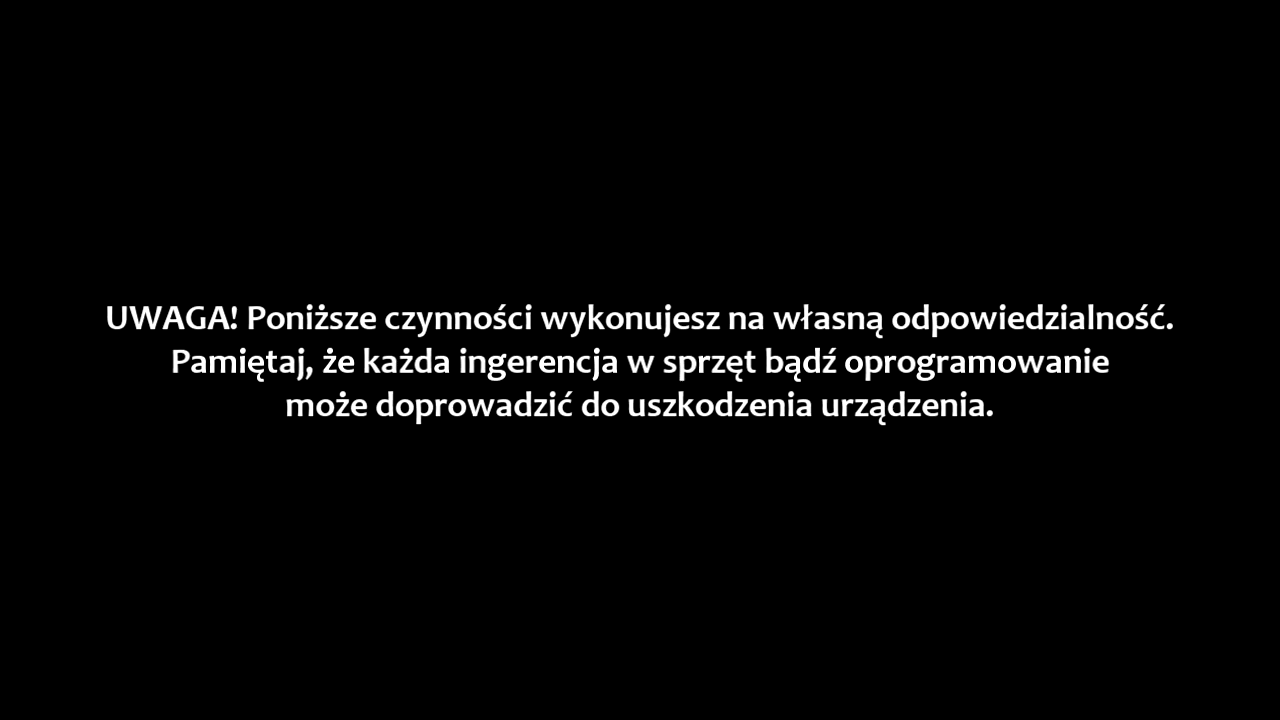 UWAGA! Poniższe czynności wykonujesz na własną odpowiedzialność.
Pamiętaj, że każda ingerencja w sprzęt bądź oprogramowanie
może doprowadzić do uszkodzenia urządzenia.